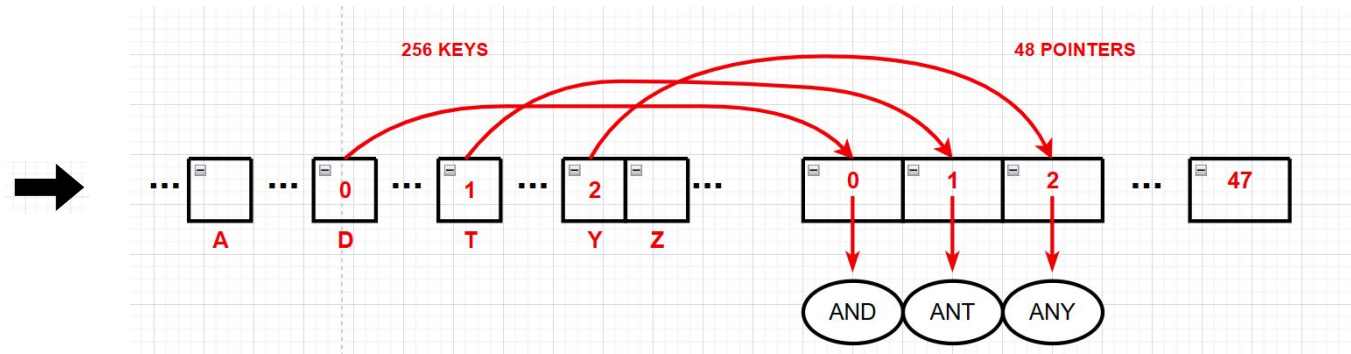 256 KEYS 48 POINTERS
... ... 0 ... 1 ... 2 ... 0 1 2 ... 47
A D T Y Z
AND ANT ANY